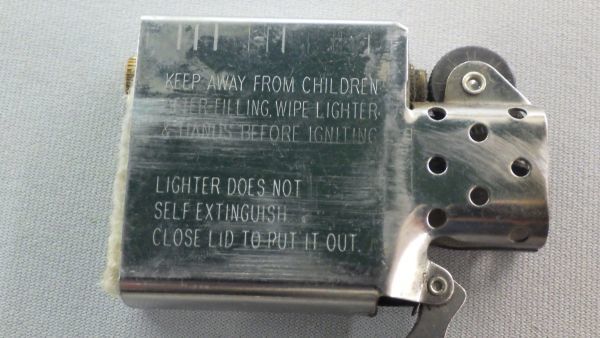 KEEP AWAY FROM CHILDREN
AFTER FILLING, WIPE LIGHTER
& HANDS BEFORE IGNITING
LIGHTER DOES NOT
SELF EXTINGUISH
CLOSE LID TO PUT IT OUT.